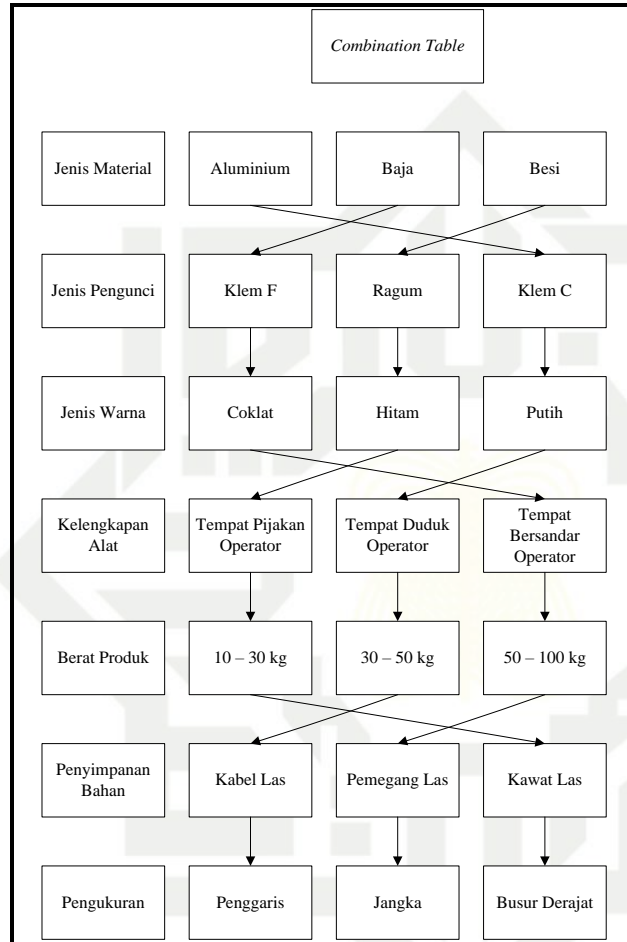 Combination Table
Jenis Material
Aluminium
Baja
Besi
Jenis Pengunci
Klem F
Ragum
Klem C
Jenis Warna
Coklat
Hitam
Putih
Kelengkapan
Alat
Tempat Pijakan
Operator
Tempat Duduk
Operator
Tempat
Bersandar
Operator
Berat Produk
10 – 30 kg
30 – 50 kg
50 – 100 kg
Penyimpanan
Bahan
Kabel Las
Pemegang Las
Kawat Las
Pengukuran
Penggaris
Jangka
Busur Derajat